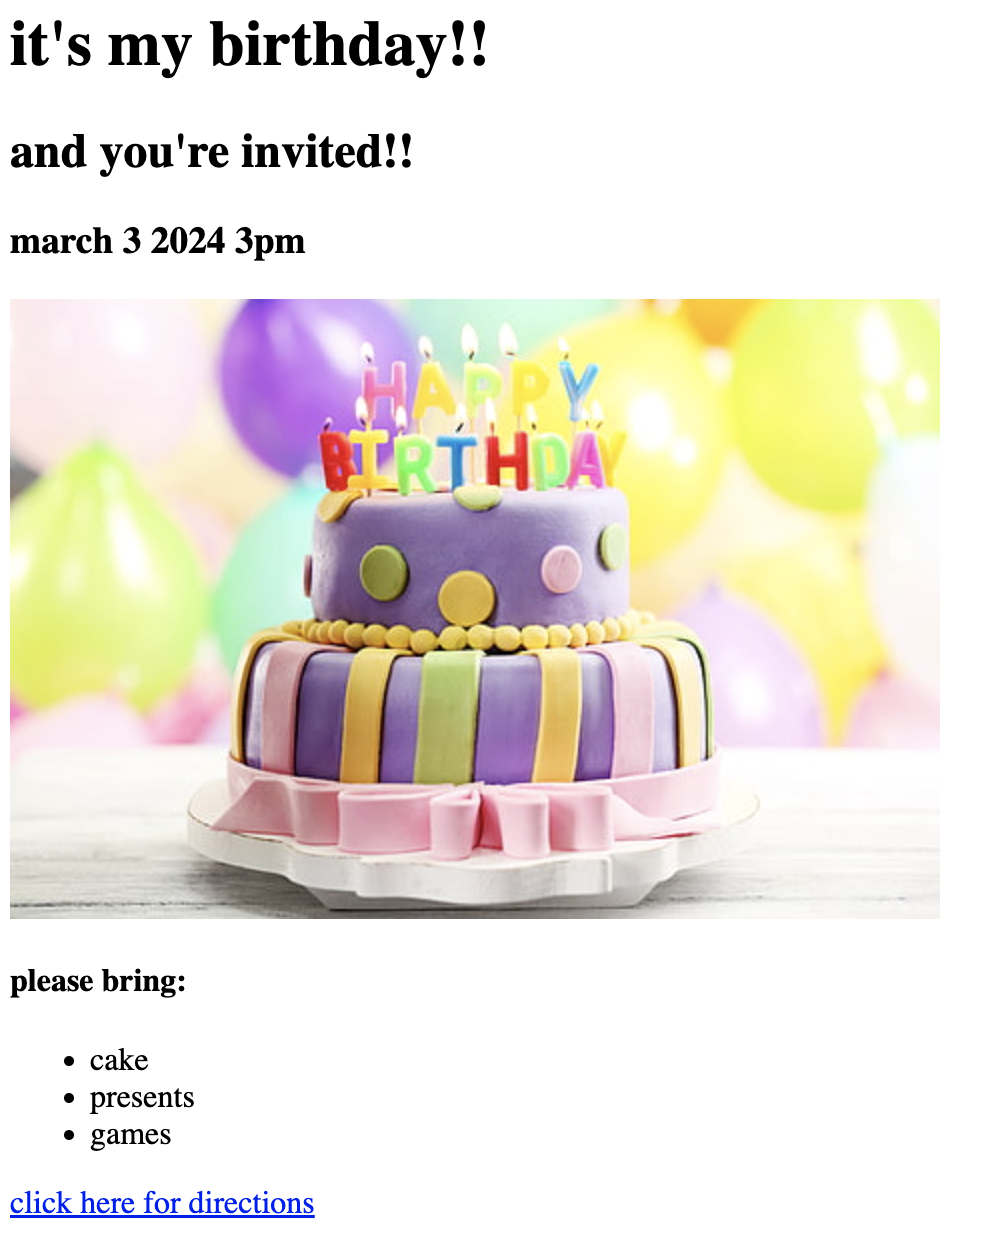 it's my birthday!!
and you're invited!!
march 3 2024 3pm
HAPPY
BIRTHDAY
please bring:
cake
presents
games
click here for directions